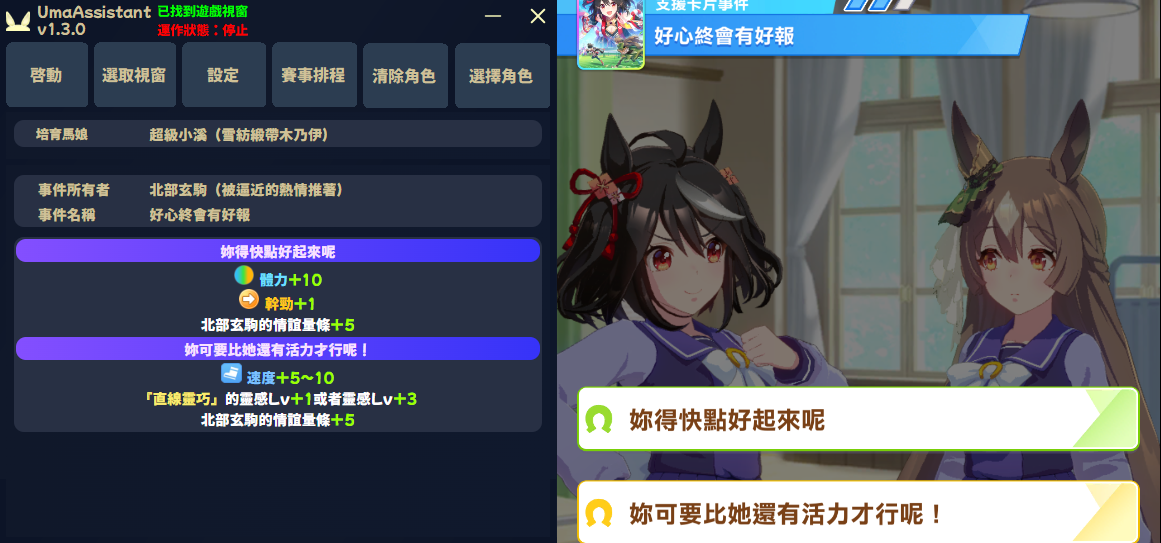 UmaAssistant 已找到遊戲視窗
v1.3.0 運作狀態：停止
啓動 選取視窗 設定 賽事排程 清除角色 選擇角色
培育馬娘 超級小溪（雪紡緞帶木乃伊）
事件所有者 北部玄駒（被逼近的熱情推著）
事件名稱 好心終會有好報
妳得快點好起來呢
體力+10
幹勁+1
北部玄駒的情誼量條+5
妳可要比她還有活力才行呢！
速度+5~10
「直線靈巧」的靈感Lv+1或者靈感Lv+3
北部玄駒的情誼量條+5
支援卡片事件
好心終會有好報
妳得快點好起來呢
妳可要比她還有活力才行呢！